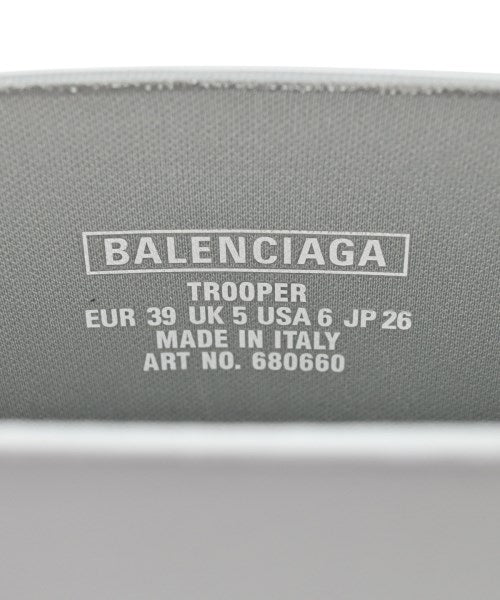 BALENCIAGA
TROOPER
EUR 39 UK 5 USA 6 JP 26
MADE IN ITALY
ART NO. 680660